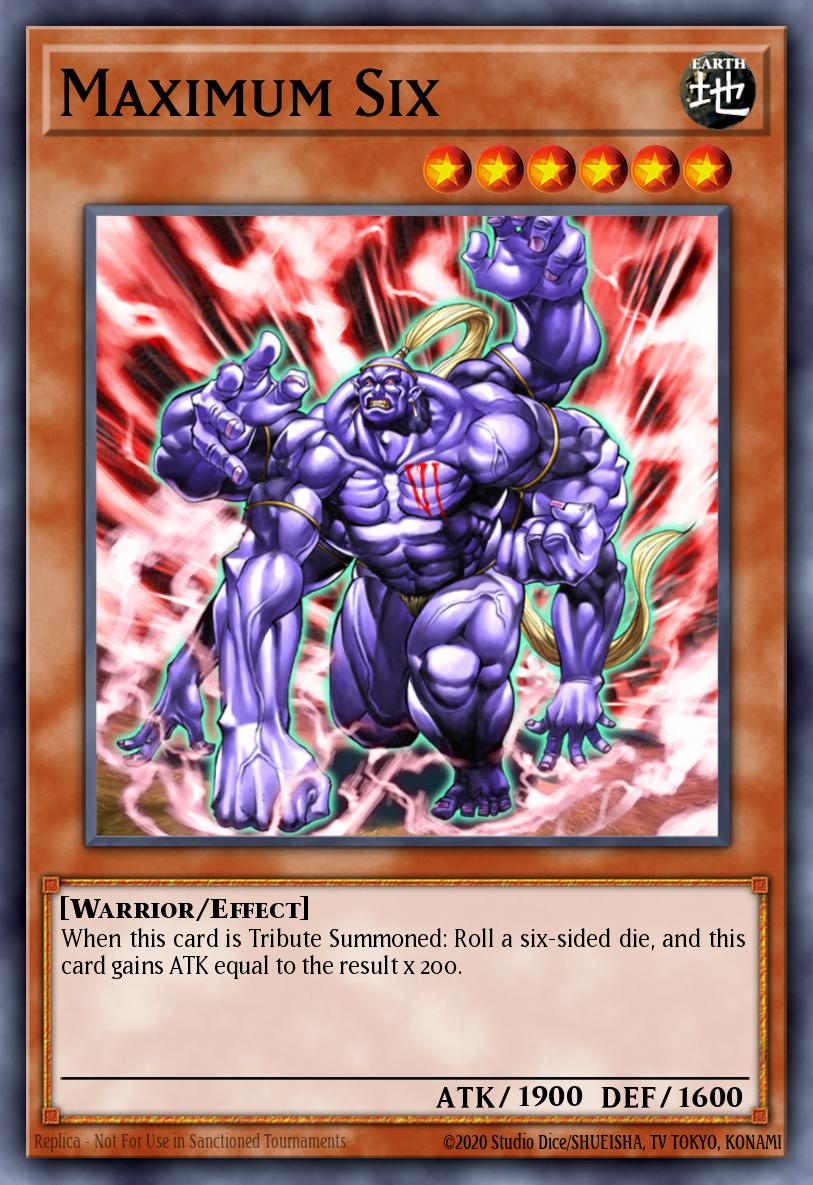 Maximum Six
EARTH
地
[Warrior/Effect]
When this card is Tribute Summoned: Roll a six-sided die, and this
card gains ATK equal to the result x 200.
ATK/1900 DEF/1600
Replica - Not For Use in Sanctioned Tournaments.
©2020 Studio Dice/SHUEISHA, TV TOKYO, KONAMI